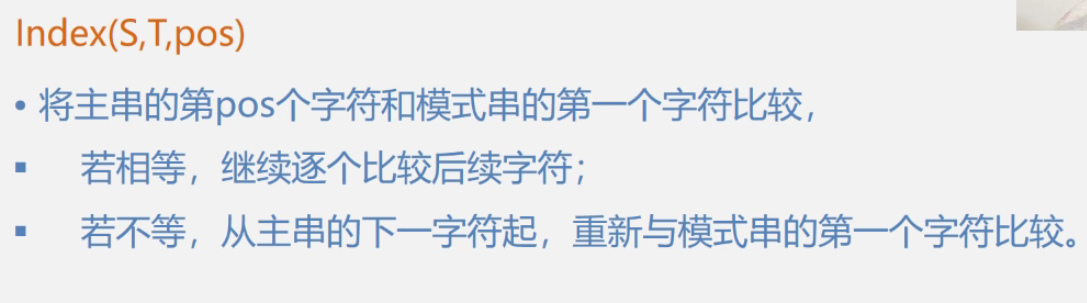 Index(S,T,pos)
• 将主串的第pos个字符和模式串的第一个字符比较，
▪ 若相等，继续逐个比较后续字符；
▪ 若不等，从主串的下一字符起，重新与模式串的第一个字符比较。